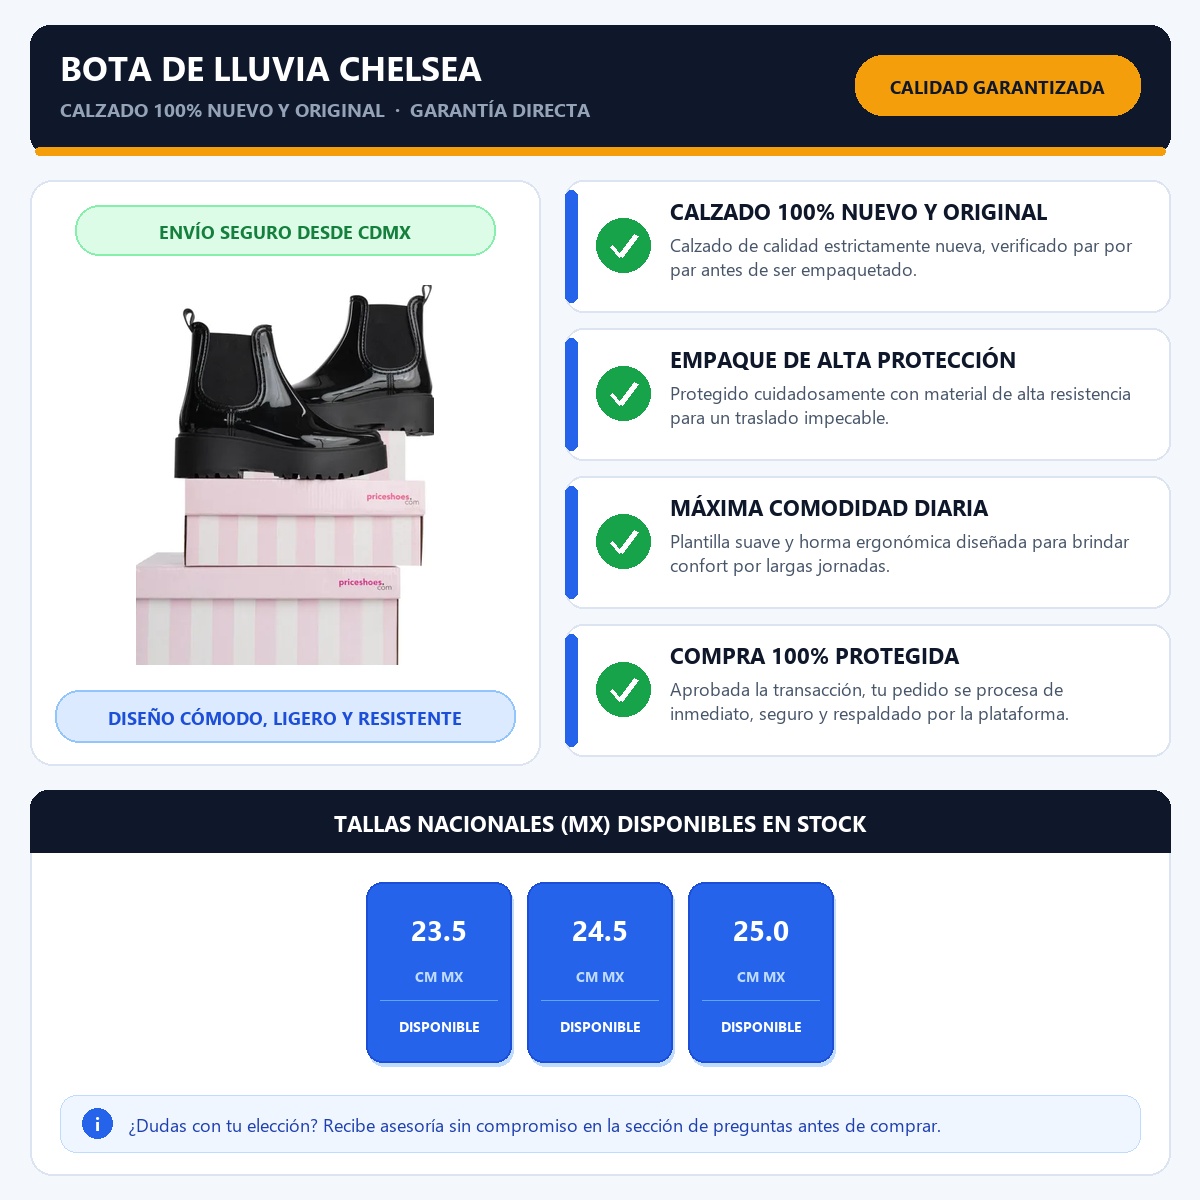 BOTA DE LLUVIA CHELSEA
CALZADO 100% NUEVO Y ORIGINAL · GARANTÍA DIRECTA
CALIDAD GARANTIZADA
ENVÍO SEGURO DESDE CDMX
priceshoes.
com
priceshoes.
com
DISEÑO CÓMODO, LIGERO Y RESISTENTE
CALZADO 100% NUEVO Y ORIGINAL
Calzado de calidad estrictamente nueva, verificado par por
par antes de ser empaquetado.
EMPAQUE DE ALTA PROTECCIÓN
Protegido cuidadosamente con material de alta resistencia
para un traslado impecable.
MÁXIMA COMODIDAD DIARIA
Plantilla suave y horma ergonómica diseñada para brindar
confort por largas jornadas.
COMPRA 100% PROTEGIDA
Aprobada la transacción, tu pedido se procesa de
inmediato, seguro y respaldado por la plataforma.
TALLAS NACIONALES (MX) DISPONIBLES EN STOCK
23.5
CM MX
DISPONIBLE
24.5
CM MX
DISPONIBLE
25.0
CM MX
DISPONIBLE
i
¿Dudas con tu elección? Recibe asesoría sin compromiso en la sección de preguntas antes de comprar.